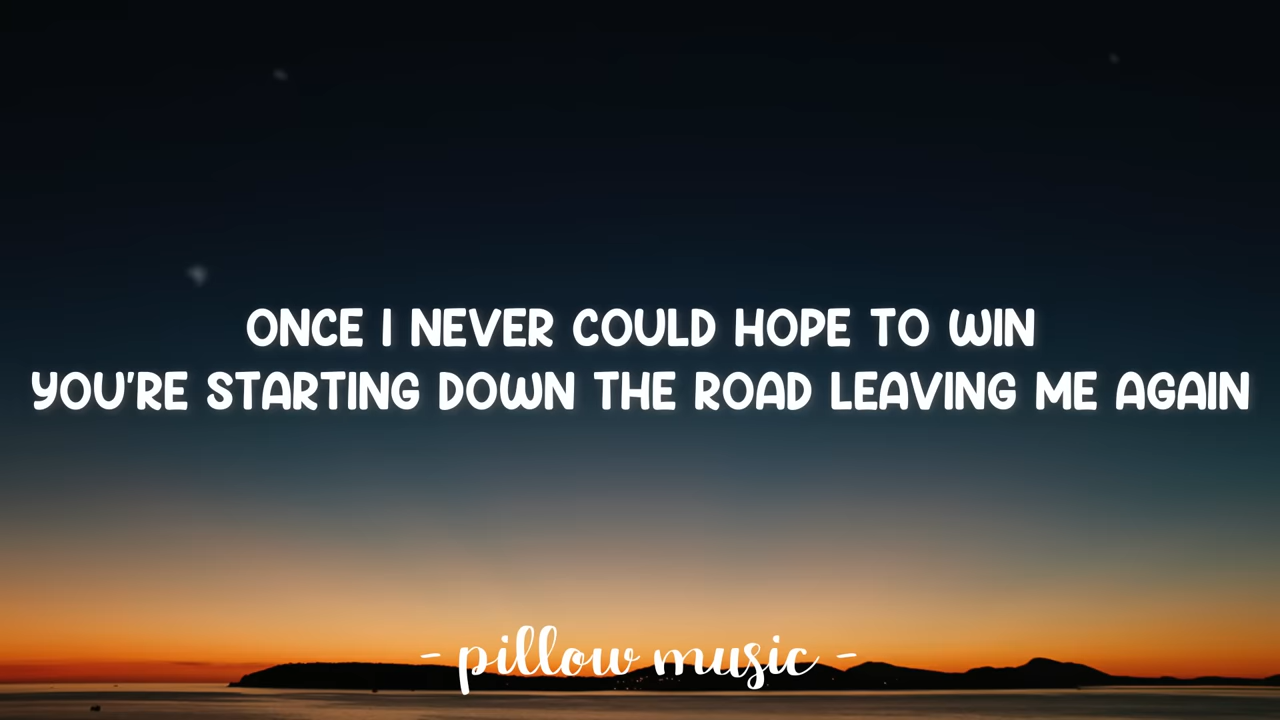 ONCE I NEVER COULD HOPE TO WIN
YOU'RE STARTING DOWN THE ROAD LEAVING ME AGAIN
- pillow music -